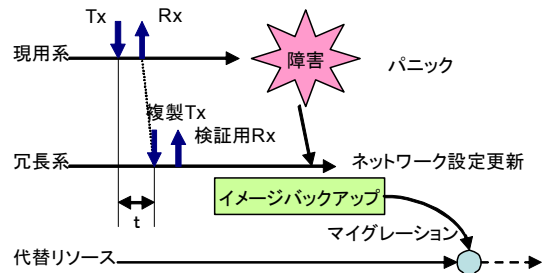 Tx
Rx
現用系
障害
パニック
複製Tx
検証用Rx
冗長系
ネットワーク設定更新
イメージバックアップ
t
マイグレーション
代替リソース